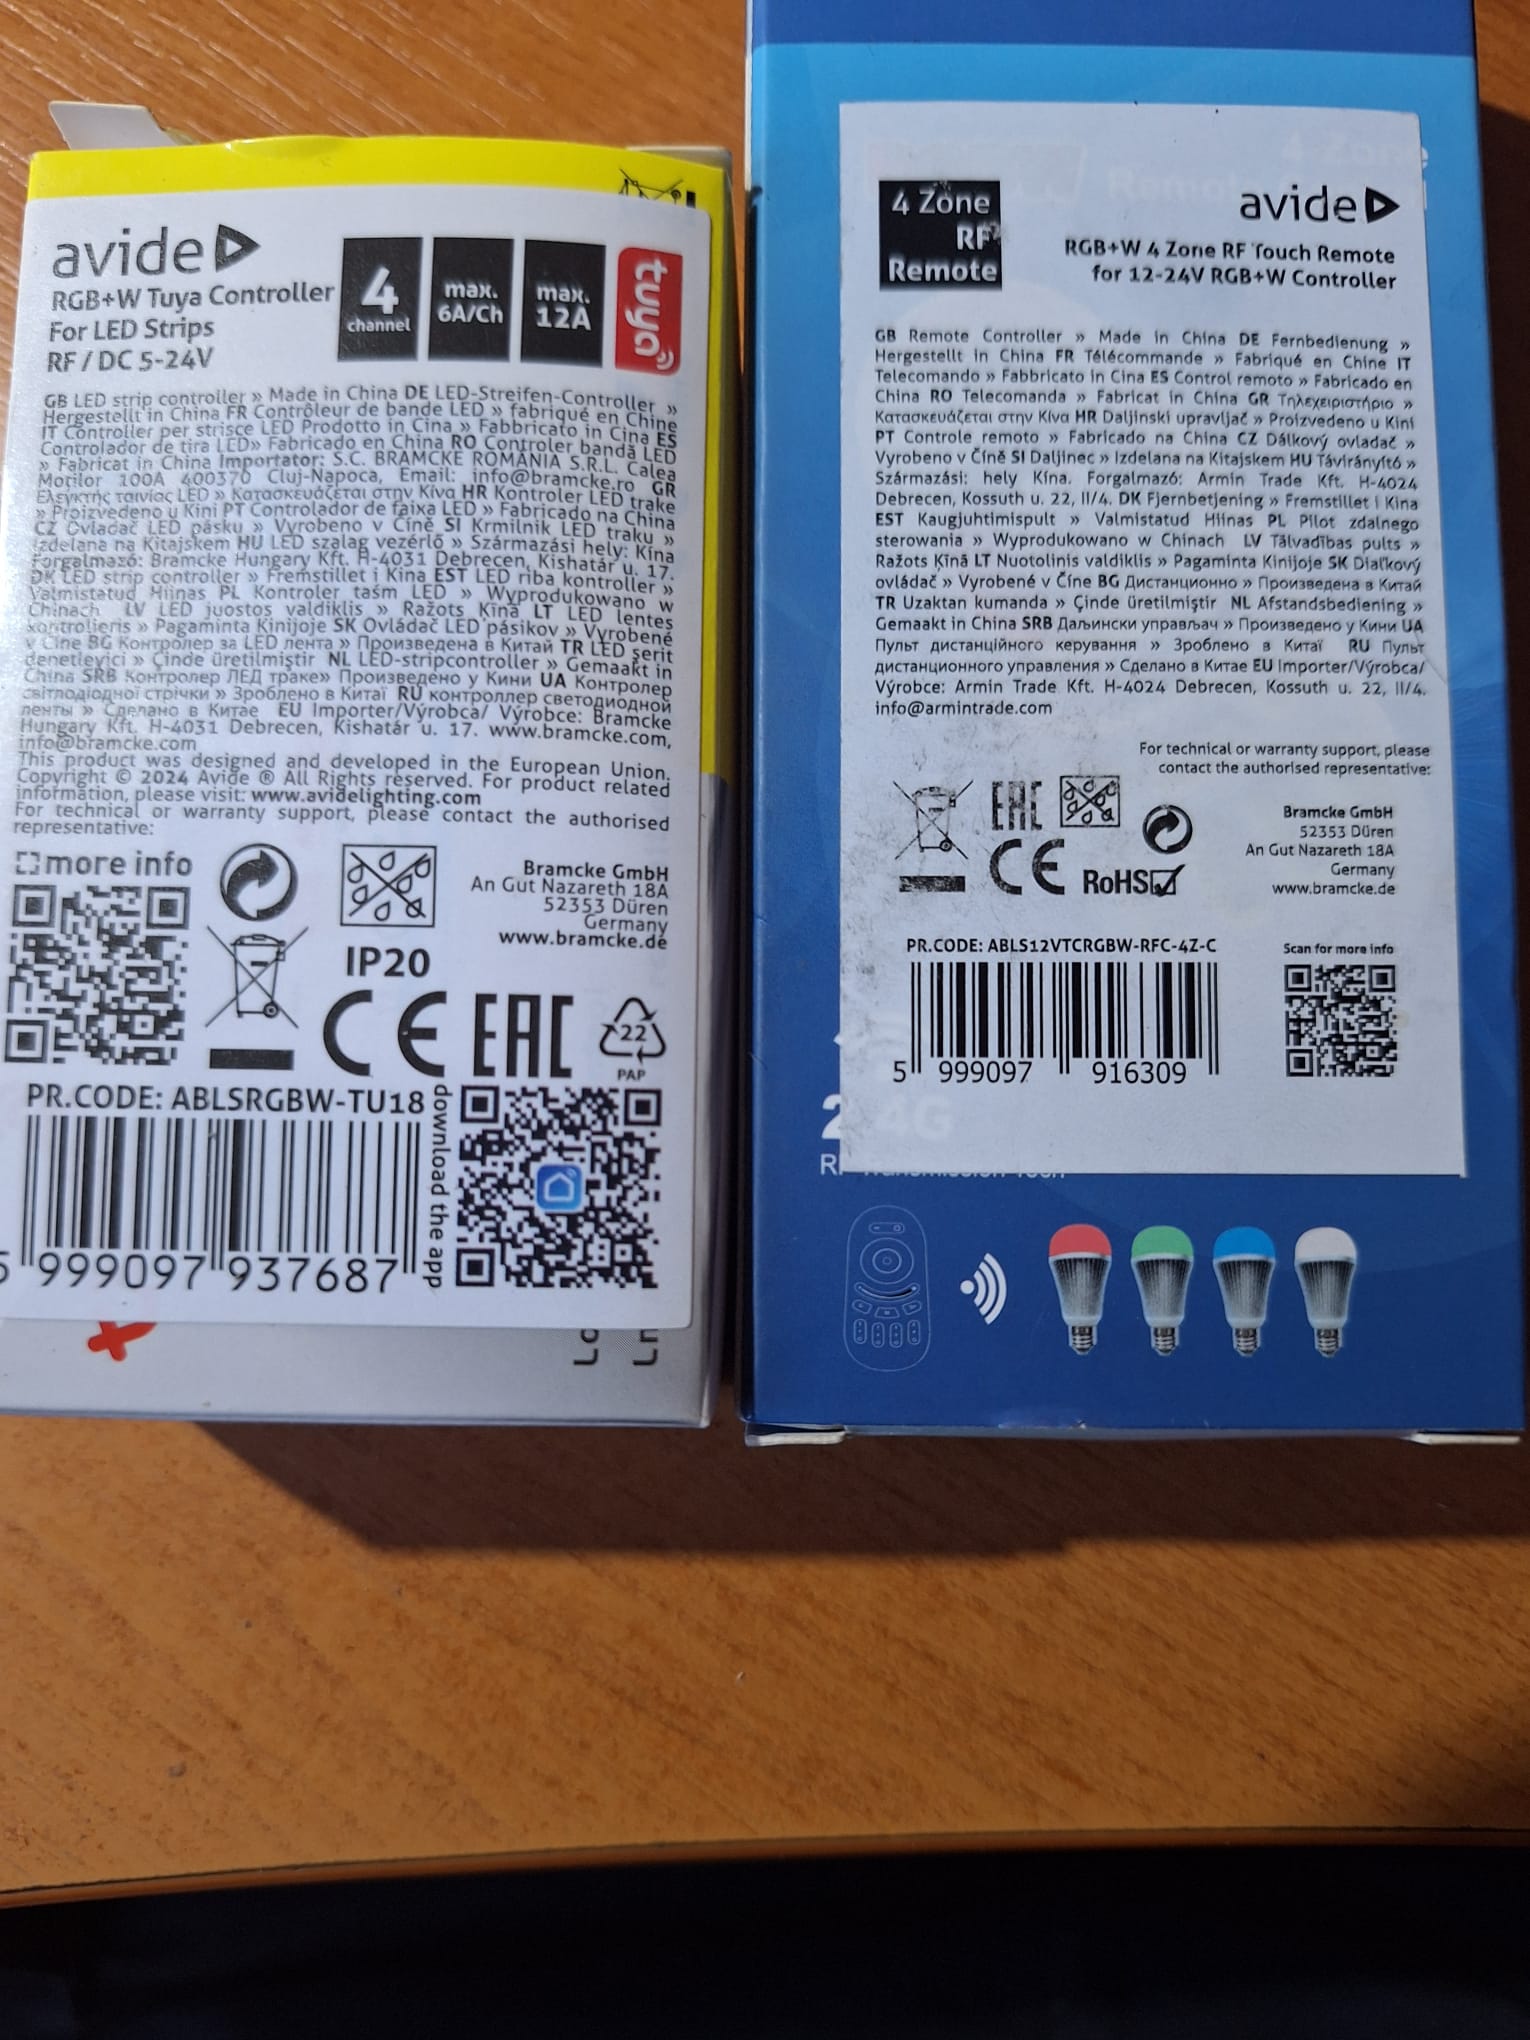 avide
RGB+W Tuya Controller
For LED Strips
RF / DC 5-24V
4
channel
max.
6A/Ch
max.
12A
tuya
GB LED strip controller » Made in China DE LED-Streifen-Controller »
Hergestellt in China FR Contrôleur de bande LED » fabriqué en Chine
IT Controller per strisce LED Prodotto in Cina » Fabbricato in Cina ES
Controlador de tira LED» Fabricado en China RO Controler bandă LED
» Fabricat in China Importator: S.C. BRAMCKE ROMÂNIA S.R.L. Calea
Moților 100A 400370 Cluj-Napoca, Email: info@bramcke.ro GR
Ελεγκτής ταινίας LED » Κατασκευάζεται στην Κίνα HR Kontroler LED trake
» Proizvedeno u Kini PT Controlador de faixa LED » Fabricado na China
CZ Ovladač LED pásku » Vyrobeno v Číně SI Krmilnik LED traku »
Izdelana na Kitajskem HU LED szalag vezérlő » Származási hely: Kína
Forgalmazó: Bramcke Hungary Kft. H-4031 Debrecen, Kishatár u. 17.
DK LED strip controller » Fremstillet i Kina EST LED riba kontroller »
Valmistatud Hiinas PL Kontroler taśm LED » Wyprodukowano w
Chinach LV LED juostos valdiklis » Ražots Ķīnā LT LED lentes
kontrolieris » Pagaminta Kinijoje SK Ovládač LED pásikov » Vyrobené
v Číne BG Контролер за LED лента » Произведена в Китай TR LED şerit
denetleyici » Çinde üretilmiştir NL LED-stripcontroller » Gemaakt in
China SRB Контролер ЛЕД траке» Произведено у Кини UA Контролер
світлодіодної стрічки » Зроблено в Китаї RU контроллер светодиодной
ленты » Сделано в Китае EU Importer/Výrobca/ Výrobce: Bramcke
Hungary Kft. H-4031 Debrecen, Kishatár u. 17. www.bramcke.com,
info@bramcke.com
This product was designed and developed in the European Union.
Copyright © 2024 Avide ® All Rights reserved. For product related
information, please visit: www.avidelighting.com
For technical or warranty support, please contact the authorised
representative:
more info
Bramcke GmbH
An Gut Nazareth 18A
52353 Düren
Germany
www.bramcke.de
IP20
CE EAC
22
PAP
PR.CODE: ABLSRGBW-TU18
download the app
5 999097 937687
4 Zone
RF
Remote
avide
RGB+W 4 Zone RF Touch Remote
for 12-24V RGB+W Controller
GB Remote Controller » Made in China DE Fernbedienung »
Hergestellt in China FR Télécommande » Fabriqué en Chine IT
Telecomando » Fabbricato in Cina ES Control remoto » Fabricado en
China RO Telecomanda » Fabricat in China GR Τηλεχειριστήριο »
Κατασκευάζεται στην Κίνα HR Daljinski upravljač » Proizvedeno u Kini
PT Controle remoto » Fabricado na China CZ Dálkový ovladač »
Vyrobeno v Číně SI Daljinec » Izdelana na Kitajskem HU Távirányító »
Származási: hely Kína. Forgalmazó: Armin Trade Kft. H-4024
Debrecen, Kossuth u. 22, II/4. DK Fjernbetjening » Fremstillet i Kina
EST Kaugjuhtimispult » Valmistatud Hiinas PL Pilot zdalnego
sterowania » Wyprodukowano w Chinach LV Tālvadības pults »
Ražots Ķīnā LT Nuotolinis valdiklis » Pagaminta Kinijoje SK Diaľkový
ovládač » Vyrobené v Číne BG Дистанционно » Произведена в Китай
TR Uzaktan kumanda » Çinde üretilmiştir NL Afstandsbediening »
Gemaakt in China SRB Даљински управљач » Произведено у Кини UA
Пульт дистанційного керування » Зроблено в Китаї RU Пульт
дистанционного управления » Сделано в Китае EU Importer/Výrobca/
Výrobce: Armin Trade Kft. H-4024 Debrecen, Kossuth u. 22, II/4.
info@armintrade.com
For technical or warranty support, please
contact the authorised representative:
EAC
CE RoHS
Bramcke GmbH
52353 Düren
An Gut Nazareth 18A
Germany
www.bramcke.de
PR.CODE: ABLS12VTCRGBW-RFC-4Z-C
Scan for more info
5 999097 916309
2.4G